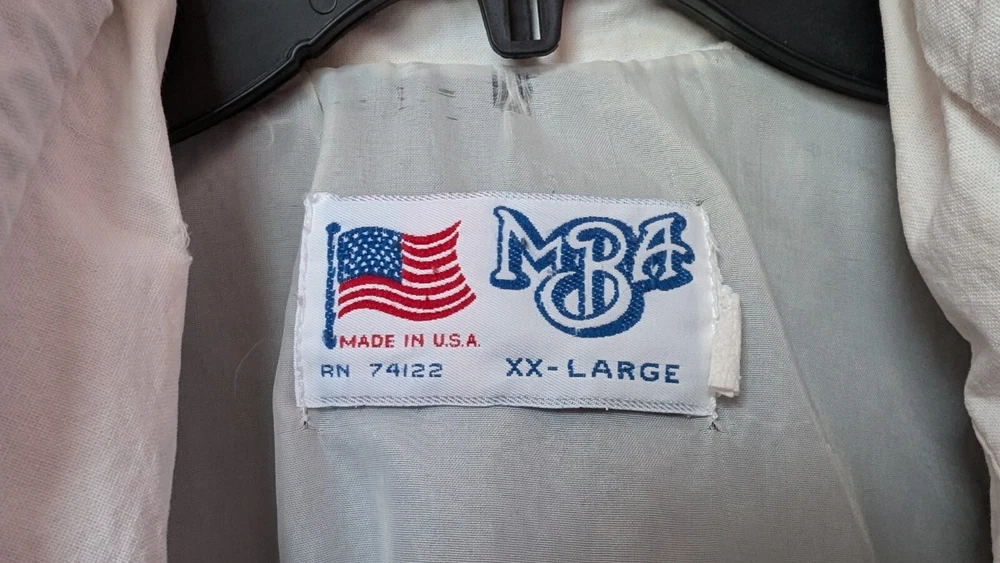 MBA
MADE IN U.S.A.
RN 74122
XX-LARGE